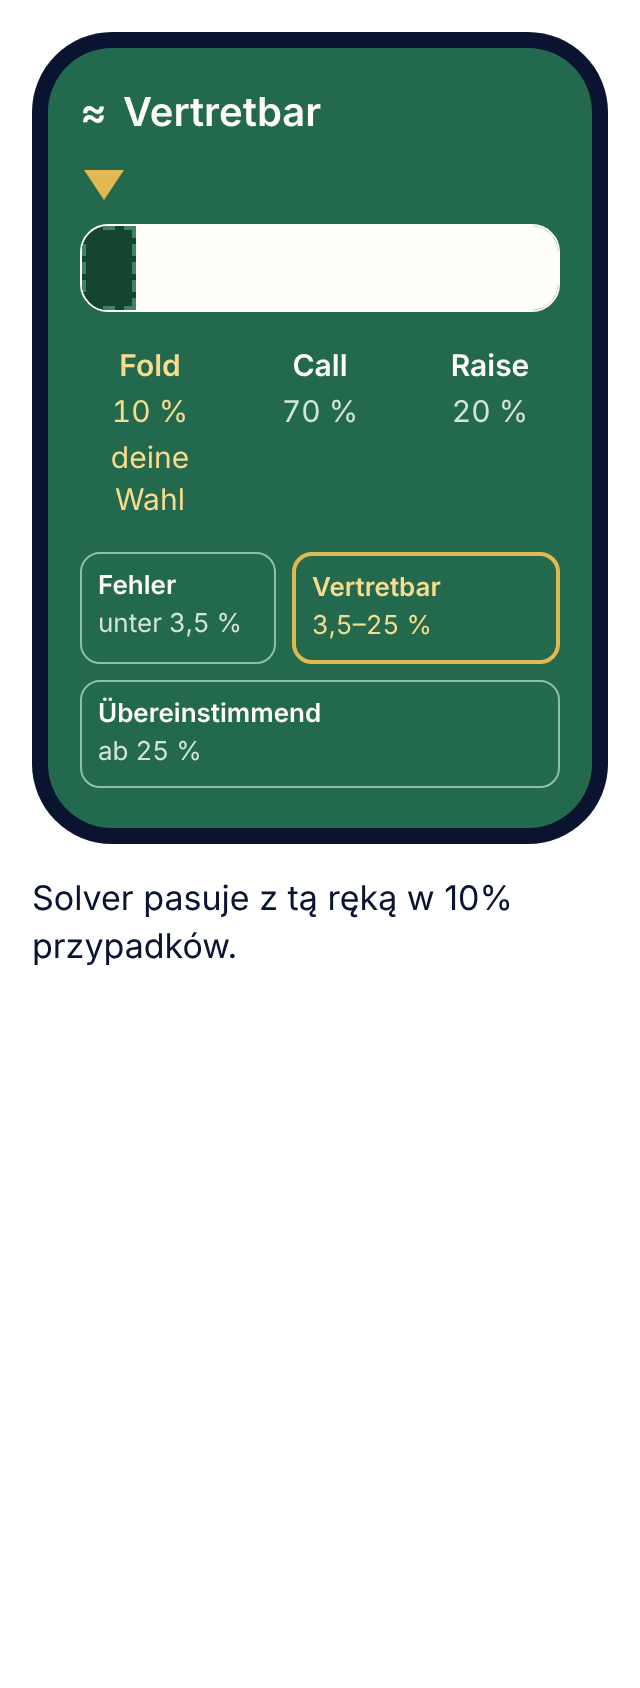 ≈ Vertretbar
Fold Call Raise
10 % 70 % 20 %
deine
Wahl
Fehler
unter 3,5 %
Vertretbar
3,5–25 %
Übereinstimmend
ab 25 %
Solver pasuje z tą ręką w 10%
przypadków.